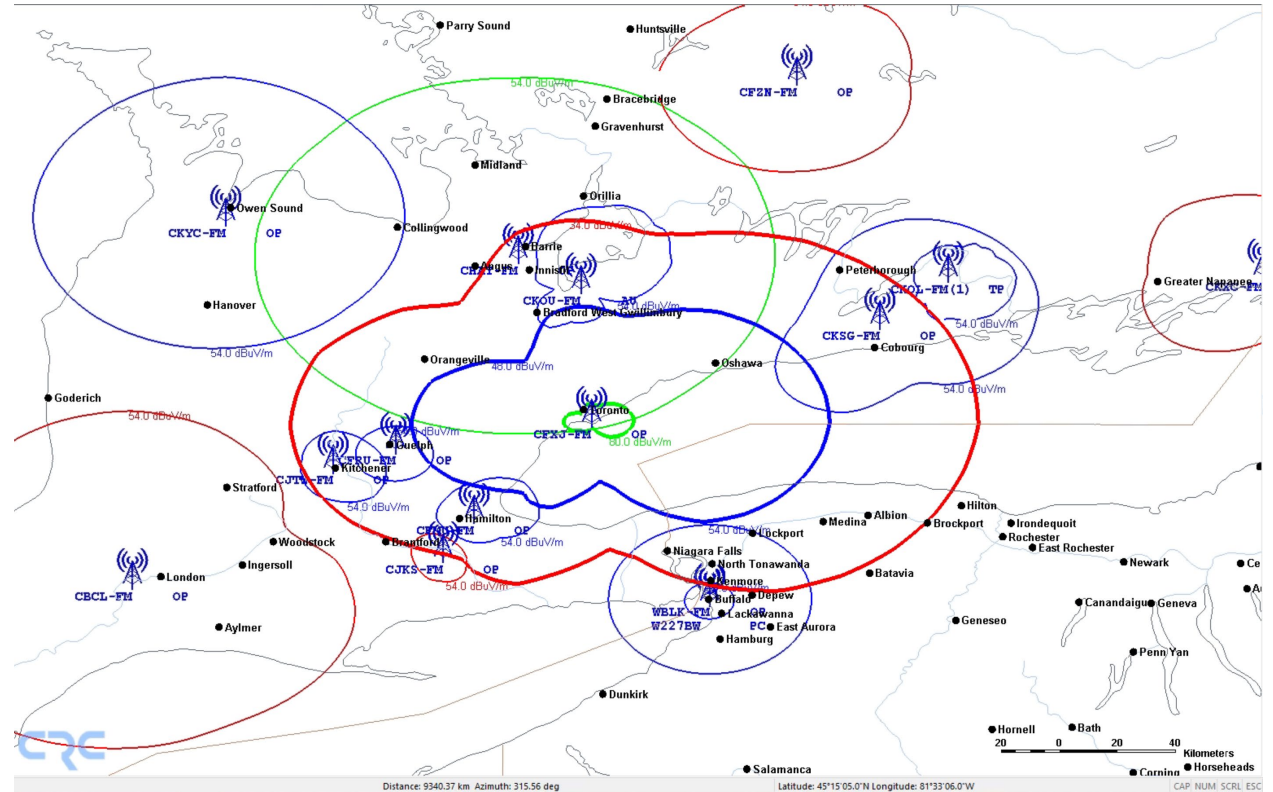 54.0 dBuV/m
Parry Sound
Huntsville
54.0 dBuV/m
CFZN-FM OP
Bracebridge
Gravenhurst
Midland
Orillia
Owen Sound
CKYC-FM OP
Collingwood
34.0 dBuV/m
Barrie
Angus
Innisfil
Peterborough
Greater Napanee
CKOL-FM(1) TP
CKOU-FM AU
Hanover
Bradford West Gwillimbury
54.0 dBuV/m
CKSG-FM OP
Cobourg
54.0 dBuV/m
Orangeville
48.0 dBuV/m
Oshawa
54.0 dBuV/m
Goderich
54.0 dBuV/m
Toronto
CFXJ-FM OP
80.0 dBuV/m
Guelph
CFRU-FM OP
Kitchener
OP
Stratford
54.0 dBuV/m
Hamilton
OP
54.0 dBuV/m
54.0 dBuV/m
Lockport
Medina
Albion
Hilton
Brockport
Irondequoit
Rochester
East Rochester
Woodstock
Brantford
Niagara Falls
North Tonawanda
Ingersoll
CJKS-FM OP
London
54.0 dBuV/m
Kenmore
Batavia
Newark
CBCL-FM OP
Buffalo
Depew
WBLK-FM OP
Lackawanna
W227BW PC
East Aurora
Hamburg
Canandaigua
Geneva
Geneseo
Aylmer
Penn Yan
Dunkirk
CRC
Hornell
Bath
20 0 20 40
Kilometers
Salamanca
Corning
Horseheads
Distance: 9340.37 km Azimuth: 315.56 deg
Latitude: 45°15'05.0"N Longitude: 81°33'06.0"W
CAP NUM SCRL ESC